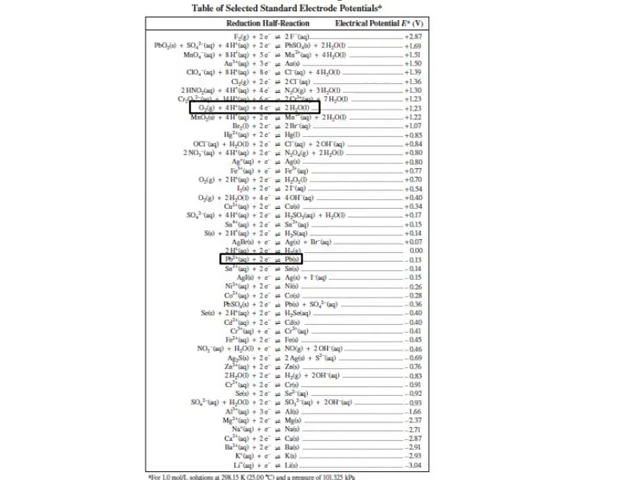 Table of Selected Standard Electrode Potentials*
Reduction Half-Reaction Electrical Potential E° (V)
F₂(g) + 2 e⁻ ⇌ 2 F⁻(aq) +2.87
PbO₂(s) + SO₄²⁻(aq) + 4 H⁺(aq) + 2 e⁻ ⇌ PbSO₄(s) + 2 H₂O(l) +1.69
MnO₄⁻(aq) + 8 H⁺(aq) + 5 e⁻ ⇌ Mn²⁺(aq) + 4 H₂O(l) +1.51
Au³⁺(aq) + 3 e⁻ ⇌ Au(s) +1.50
ClO₄⁻(aq) + 8 H⁺(aq) + 8 e⁻ ⇌ Cl⁻(aq) + 4 H₂O(l) +1.39
Cl₂(g) + 2 e⁻ ⇌ 2 Cl⁻(aq) +1.36
2 HNO₂(aq) + 4 H⁺(aq) + 4 e⁻ ⇌ N₂O(g) + 3 H₂O(l) +1.30
Cr₂O₇²⁻(aq) + 14 H⁺(aq) + 6 e⁻ ⇌ 2 Cr³⁺(aq) + 7 H₂O(l) +1.23
O₂(g) + 4 H⁺(aq) + 4 e⁻ ⇌ 2 H₂O(l) +1.23
MnO₂(s) + 4 H⁺(aq) + 2 e⁻ ⇌ Mn²⁺(aq) + 2 H₂O(l) +1.22
Br₂(l) + 2 e⁻ ⇌ 2 Br⁻(aq) +1.07
Hg²⁺(aq) + 2 e⁻ ⇌ Hg(l) +0.85
OCl⁻(aq) + H₂O(l) + 2 e⁻ ⇌ Cl⁻(aq) + 2 OH⁻(aq) +0.84
2 NO₃⁻(aq) + 4 H⁺(aq) + 2 e⁻ ⇌ N₂O₄(g) + 2 H₂O(l) +0.80
Ag⁺(aq) + e⁻ ⇌ Ag(s) +0.80
Fe³⁺(aq) + e⁻ ⇌ Fe²⁺(aq) +0.77
O₂(g) + 2 H⁺(aq) + 2 e⁻ ⇌ H₂O₂(l) +0.70
I₂(s) + 2 e⁻ ⇌ 2 I⁻(aq) +0.54
O₂(g) + 2 H₂O(l) + 4 e⁻ ⇌ 4 OH⁻(aq) +0.40
Cu²⁺(aq) + 2 e⁻ ⇌ Cu(s) +0.34
SO₄²⁻(aq) + 4 H⁺(aq) + 2 e⁻ ⇌ H₂SO₃(aq) + H₂O(l) +0.17
Sn⁴⁺(aq) + 2 e⁻ ⇌ Sn²⁺(aq) +0.15
S(s) + 2 H⁺(aq) + 2 e⁻ ⇌ H₂S(aq) +0.14
AgBr(s) + e⁻ ⇌ Ag(s) + Br⁻(aq) +0.07
2 H⁺(aq) + 2 e⁻ ⇌ H₂(g) 0.00
Pb²⁺(aq) + 2 e⁻ ⇌ Pb(s) -0.13
Sn²⁺(aq) + 2 e⁻ ⇌ Sn(s) -0.14
AgI(s) + e⁻ ⇌ Ag(s) + I⁻(aq) -0.15
Ni²⁺(aq) + 2 e⁻ ⇌ Ni(s) -0.26
Co²⁺(aq) + 2 e⁻ ⇌ Co(s) -0.28
PbSO₄(s) + 2 e⁻ ⇌ Pb(s) + SO₄²⁻(aq) -0.36
Se(s) + 2 H⁺(aq) + 2 e⁻ ⇌ H₂Se(aq) -0.40
Cd²⁺(aq) + 2 e⁻ ⇌ Cd(s) -0.40
Cr³⁺(aq) + e⁻ ⇌ Cr²⁺(aq) -0.41
Fe²⁺(aq) + 2 e⁻ ⇌ Fe(s) -0.45
NO₂⁻(aq) + H₂O(l) + e⁻ ⇌ NO(g) + 2 OH⁻(aq) -0.46
Ag₂S(s) + 2 e⁻ ⇌ 2 Ag(s) + S²⁻(aq) -0.69
Zn²⁺(aq) + 2 e⁻ ⇌ Zn(s) -0.76
2 H₂O(l) + 2 e⁻ ⇌ H₂(g) + 2 OH⁻(aq) -0.83
Cr²⁺(aq) + 2 e⁻ ⇌ Cr(s) -0.91
Se(s) + 2 e⁻ ⇌ Se²⁻(aq) -0.92
SO₄²⁻(aq) + H₂O(l) + 2 e⁻ ⇌ SO₃²⁻(aq) + 2 OH⁻(aq) -0.93
Al³⁺(aq) + 3 e⁻ ⇌ Al(s) -1.66
Mg²⁺(aq) + 2 e⁻ ⇌ Mg(s) -2.37
Na⁺(aq) + e⁻ ⇌ Na(s) -2.71
Ca²⁺(aq) + 2 e⁻ ⇌ Ca(s) -2.87
Ba²⁺(aq) + 2 e⁻ ⇌ Ba(s) -2.91
K⁺(aq) + e⁻ ⇌ K(s) -2.93
Li⁺(aq) + e⁻ ⇌ Li(s) -3.04
*For 1.0 mol/L solutions at 298.15 K (25.00 °C) and a pressure of 101.325 kPa